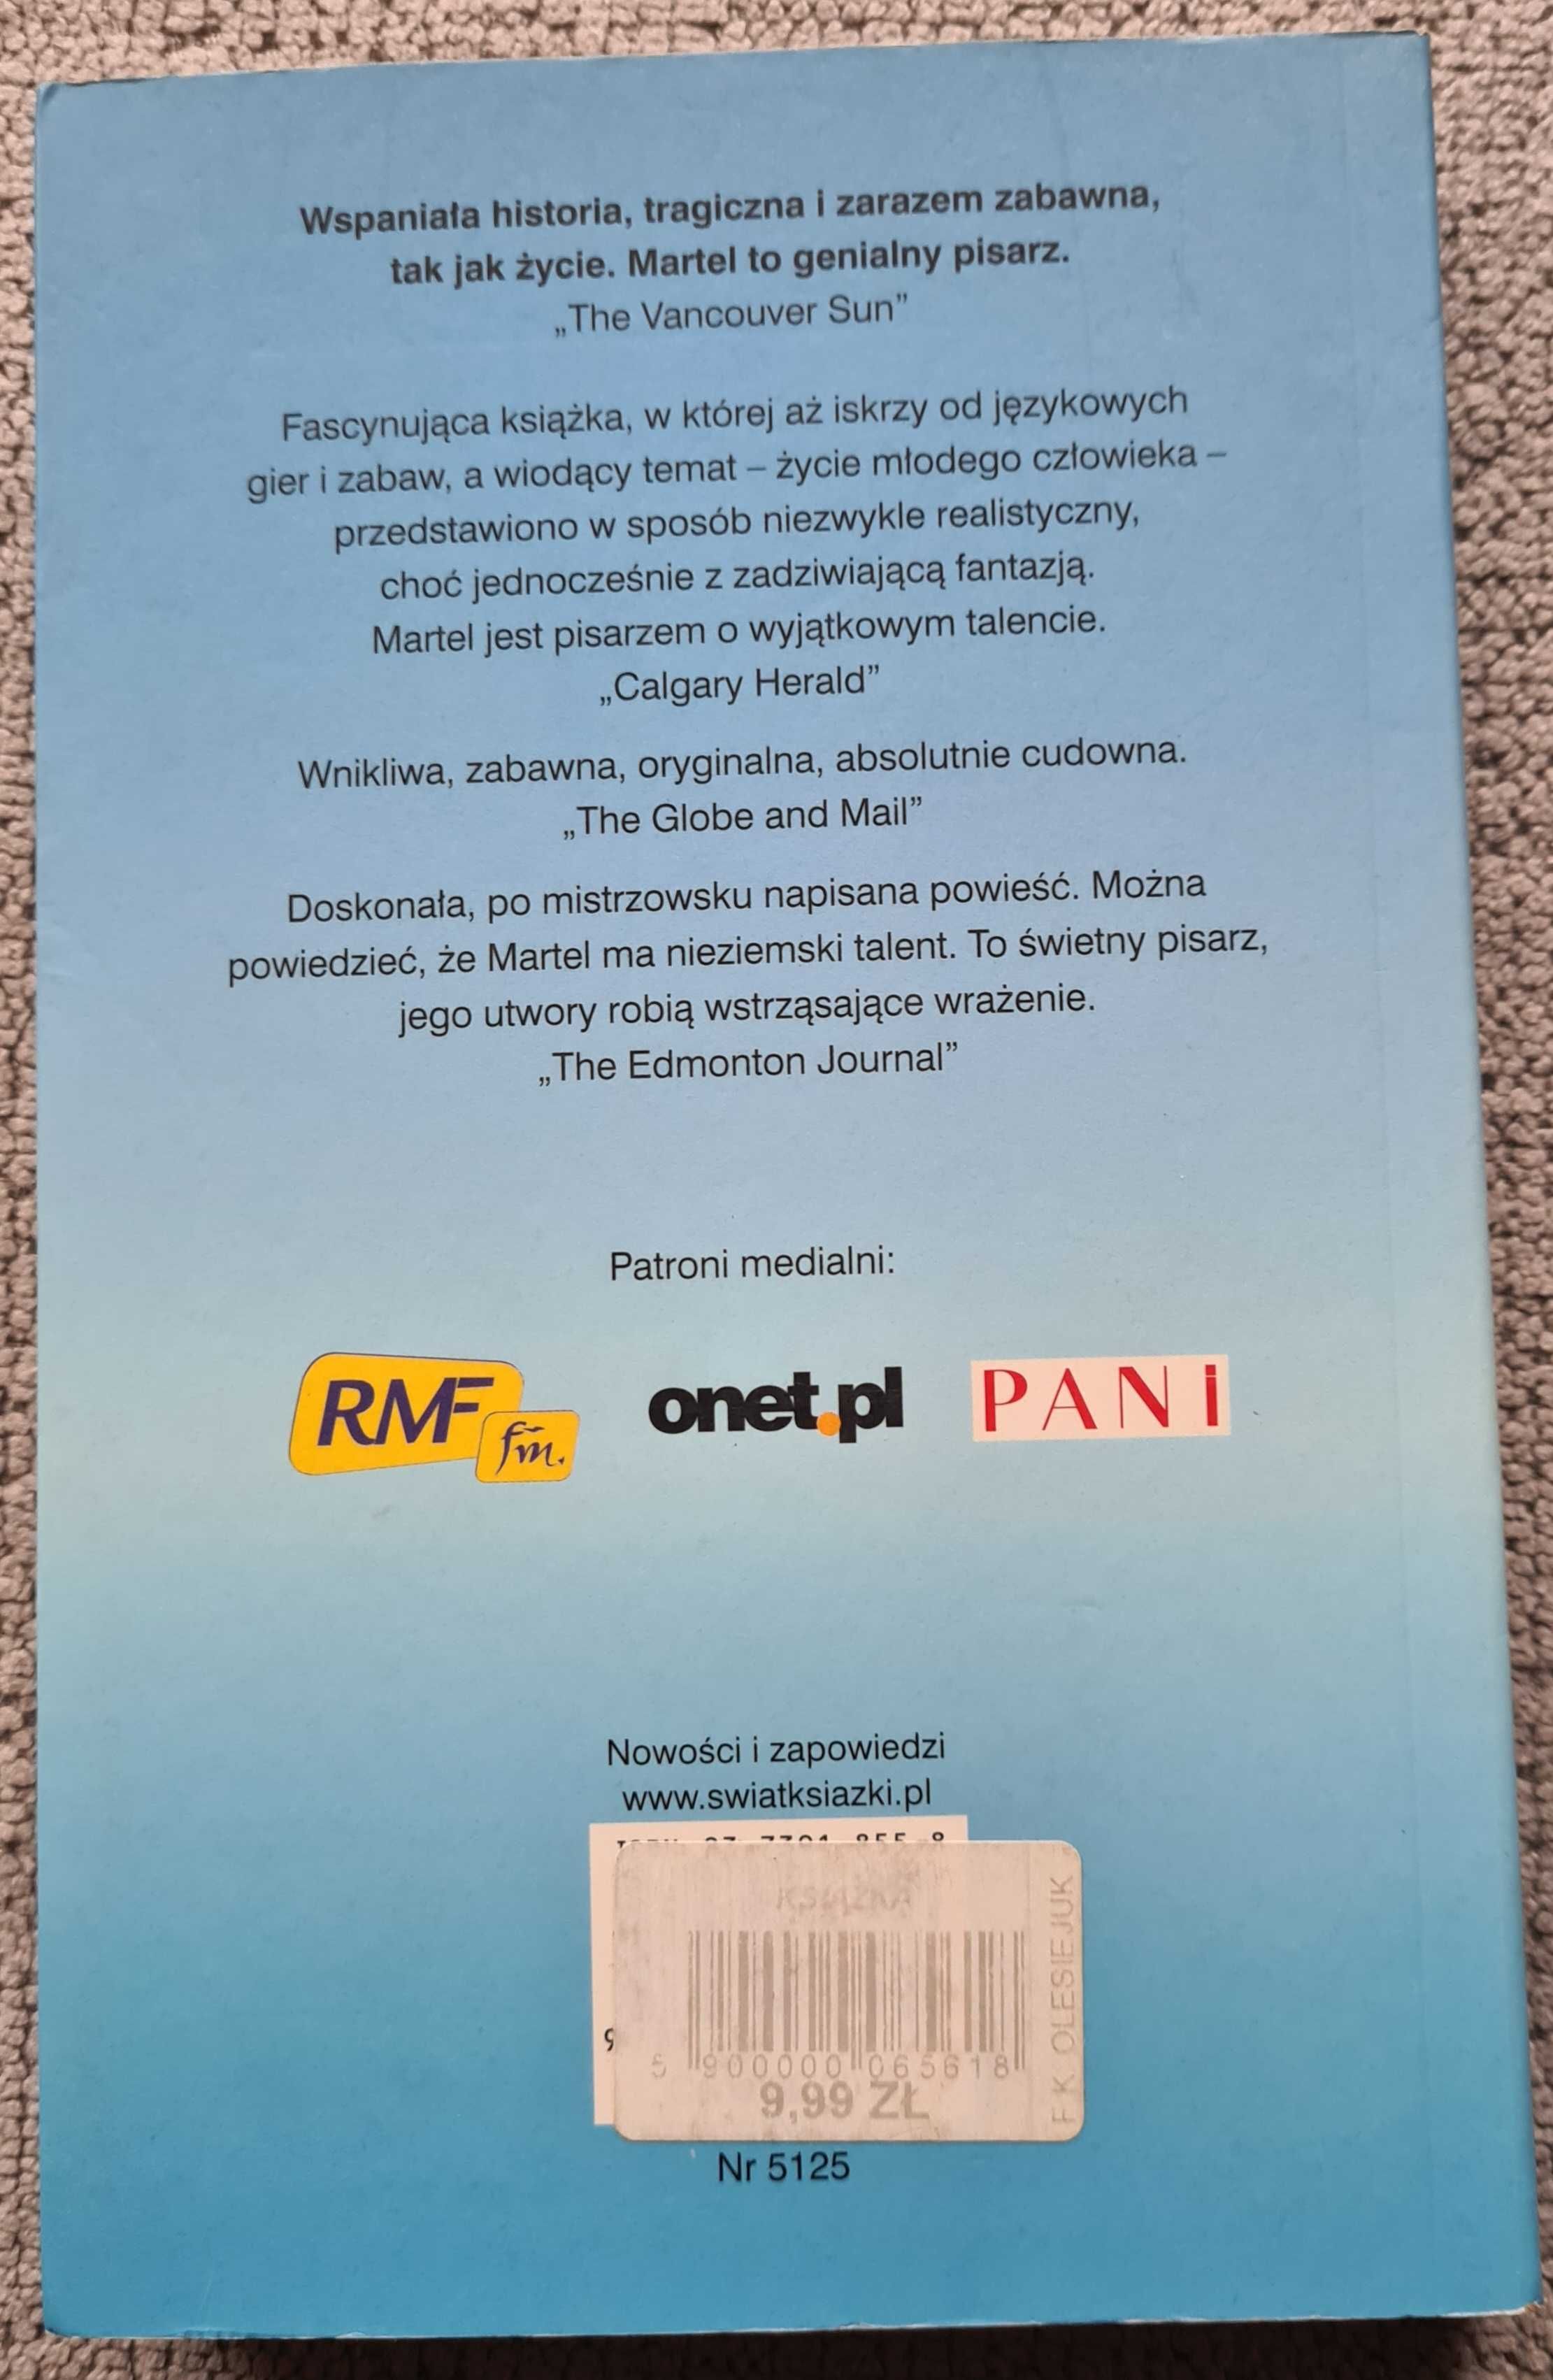 Wspaniała historia, tragiczna i zarazem zabawna,
tak jak życie. Martel to genialny pisarz.
„The Vancouver Sun”
Fascynująca książka, w której aż iskrzy od językowych
gier i zabaw, a wiodący temat – życie młodego człowieka –
przedstawiono w sposób niezwykle realistyczny,
choć jednocześnie z zadziwiającą fantazją.
Martel jest pisarzem o wyjątkowym talencie.
„Calgary Herald”
Wnikliwa, zabawna, oryginalna, absolutnie cudowna.
„The Globe and Mail”
Doskonała, po mistrzowsku napisana powieść. Można
powiedzieć, że Martel ma nieziemski talent. To świetny pisarz,
jego utwory robią wstrząsające wrażenie.
„The Edmonton Journal”
Patroni medialni:
RMF fm.
onet.pl
PANi
Nowości i zapowiedzi
www.swiatksiazki.pl
KSIĄŻKA
5 900000 065618
9,99 ZŁ
F K OLESIEJUK
Nr 5125